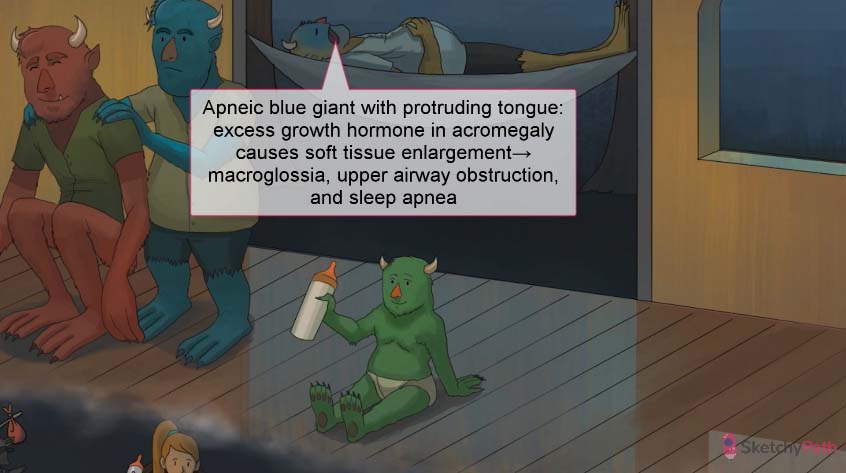 Apneic blue giant with protruding tongue:
excess growth hormone in acromegaly
causes soft tissue enlargement→
macroglossia, upper airway obstruction,
and sleep apnea
SketchyPath